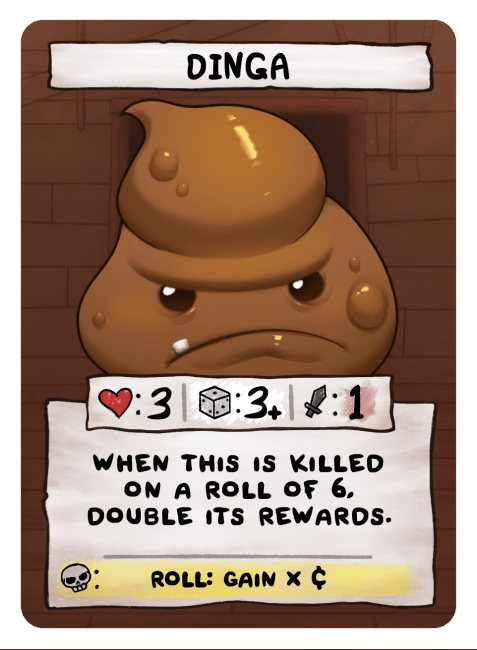 DINGA
:3 :3+ :1
WHEN THIS IS KILLED
ON A ROLL OF 6,
DOUBLE ITS REWARDS.
: ROLL: GAIN X ¢